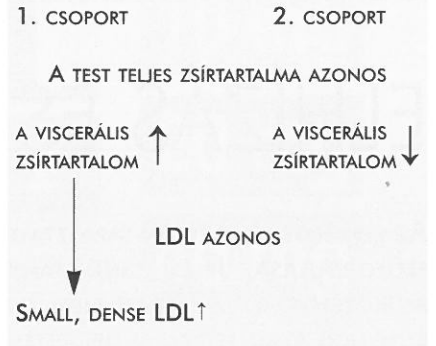 1. CSOPORT 2. CSOPORT
A TEST TELJES ZSÍRTARTALMA AZONOS
A VISCERÁLIS ↑ A VISCERÁLIS
ZSÍRTARTALOM ZSÍRTARTALOM ↓
LDL AZONOS
SMALL, DENSE LDL↑